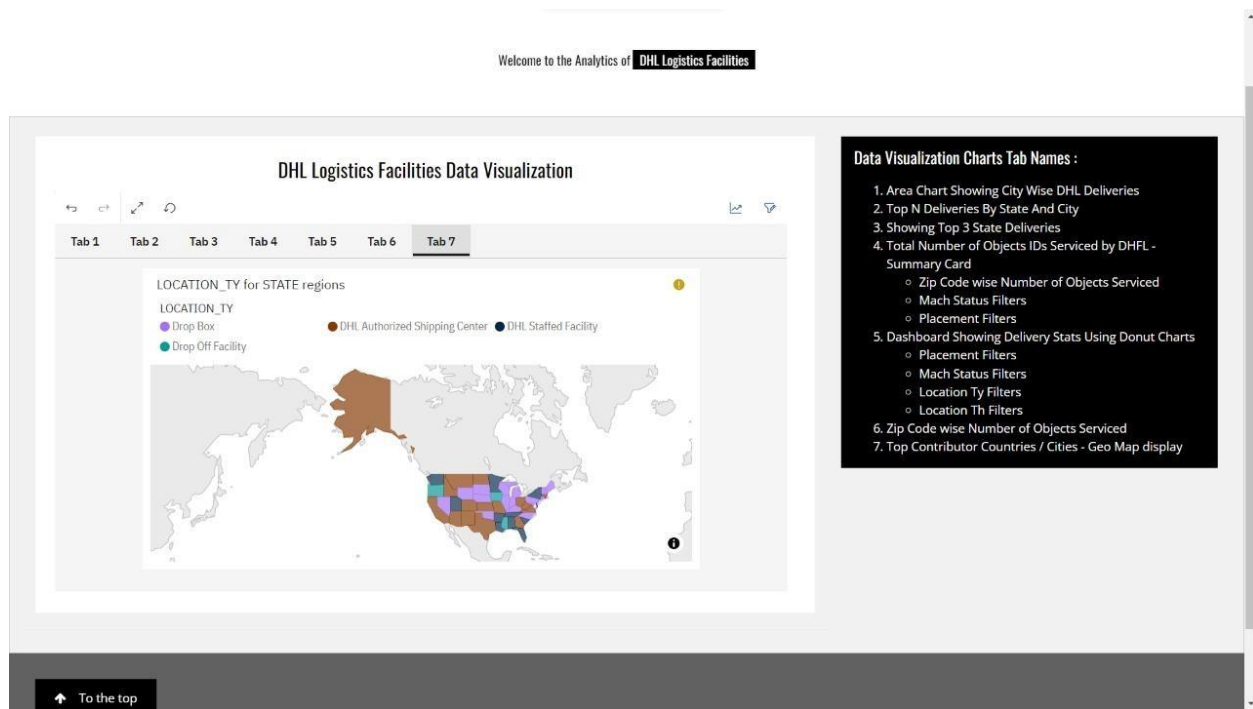 Welcome to the Analytics of DHL Logistics Facilities
DHL Logistics Facilities Data Visualization
Tab 1 Tab 2 Tab 3 Tab 4 Tab 5 Tab 6 Tab 7
LOCATION_TY for STATE regions
LOCATION_TY
Drop Box DHL Authorized Shipping Center DHL Staffed Facility
Drop Off Facility
Data Visualization Charts Tab Names :
1. Area Chart Showing City Wise DHL Deliveries
2. Top N Deliveries By State And City
3. Showing Top 3 State Deliveries
4. Total Number of Objects IDs Serviced by DHFL -
Summary Card
Zip Code wise Number of Objects Serviced
Mach Status Filters
Placement Filters
5. Dashboard Showing Delivery Stats Using Donut Charts
Placement Filters
Mach Status Filters
Location Ty Filters
Location Th Filters
6. Zip Code wise Number of Objects Serviced
7. Top Contributor Countries / Cities - Geo Map display
To the top